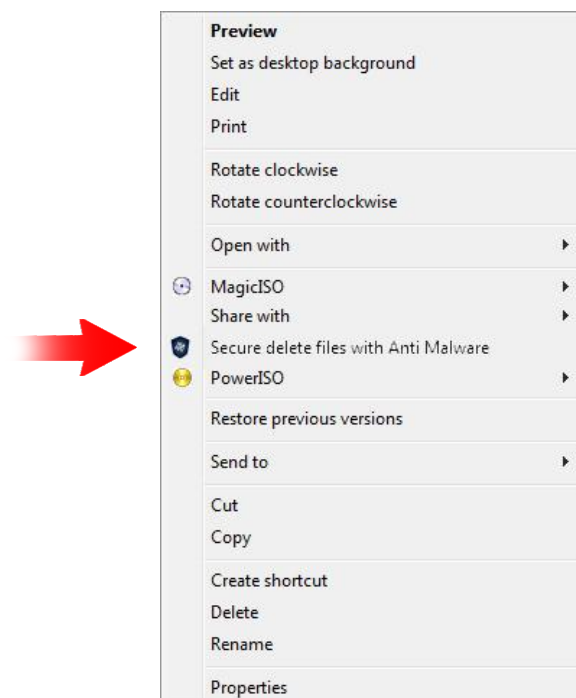 Preview
Set as desktop background
Edit
Print
Rotate clockwise
Rotate counterclockwise
Open with
MagicISO
Share with
Secure delete files with Anti Malware
PowerISO
Restore previous versions
Send to
Cut
Copy
Create shortcut
Delete
Rename
Properties